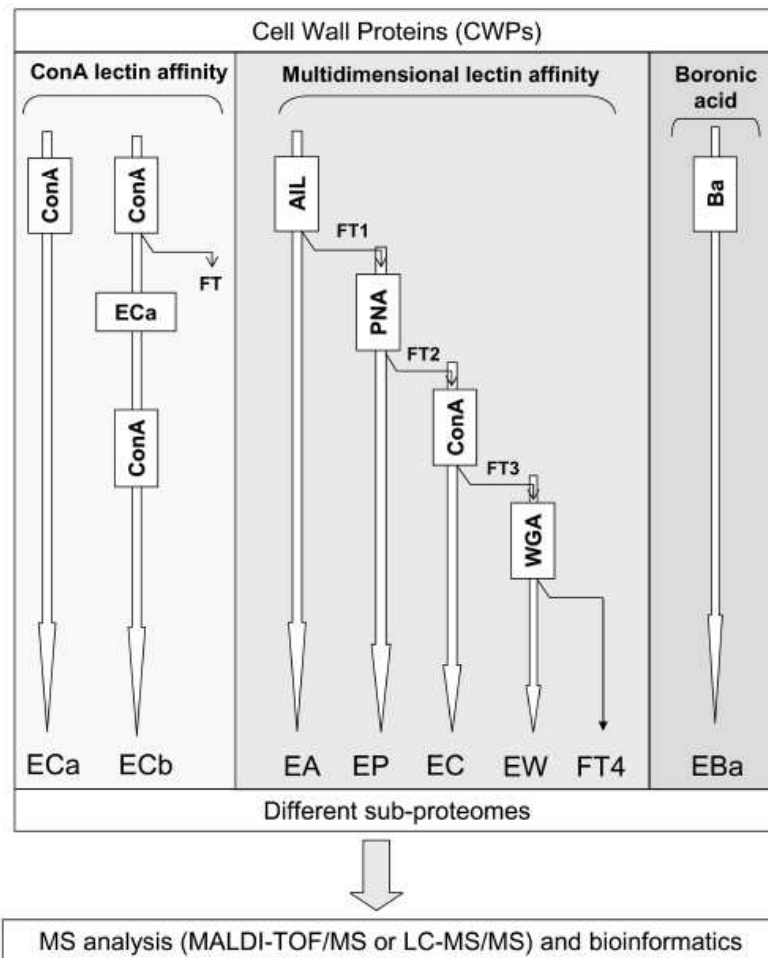 Cell Wall Proteins (CWPs)
ConA lectin affinity
Multidimensional lectin affinity
Boronic
acid
ConA
ConA
FT
ECa
ConA
AIL
FT1
PNA
FT2
ConA
FT3
WGA
Ba
ECa
ECb
EA
EP
EC
EW
FT4
EBa
Different sub-proteomes
MS analysis (MALDI-TOF/MS or LC-MS/MS) and bioinformatics